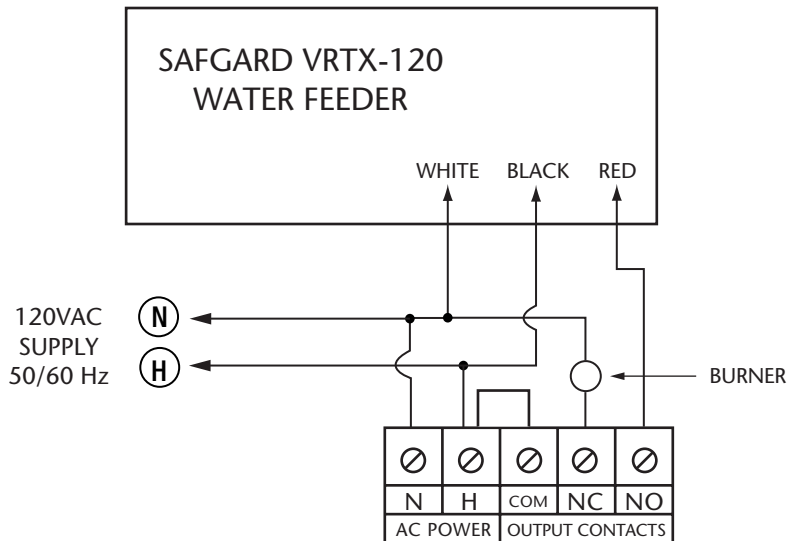 SAFGARD VRTX-120
WATER FEEDER
WHITE BLACK RED
120VAC
SUPPLY
50/60 Hz
N
H
BURNER
N H COM NC NO
AC POWER OUTPUT CONTACTS